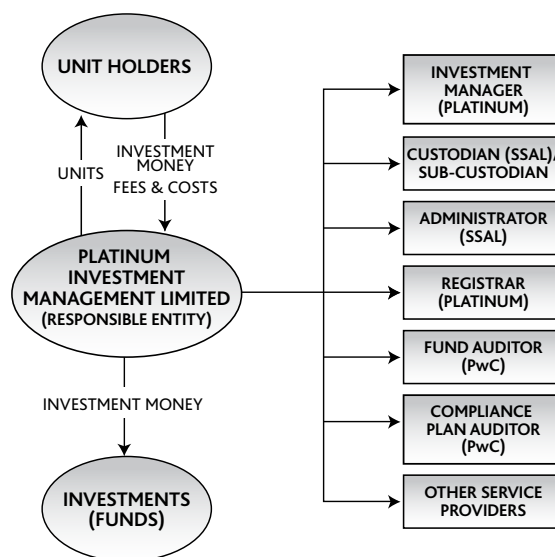 UNIT HOLDERS
UNITS
INVESTMENT
MONEY
FEES & COSTS
PLATINUM
INVESTMENT
MANAGEMENT LIMITED
(RESPONSIBLE ENTITY)
INVESTMENT MONEY
INVESTMENTS
(FUNDS)
INVESTMENT
MANAGER
(PLATINUM)
CUSTODIAN (SSAL)/
SUB-CUSTODIAN
ADMINISTRATOR
(SSAL)
REGISTRAR
(PLATINUM)
FUND AUDITOR
(PwC)
COMPLIANCE
PLAN AUDITOR
(PwC)
OTHER SERVICE
PROVIDERS